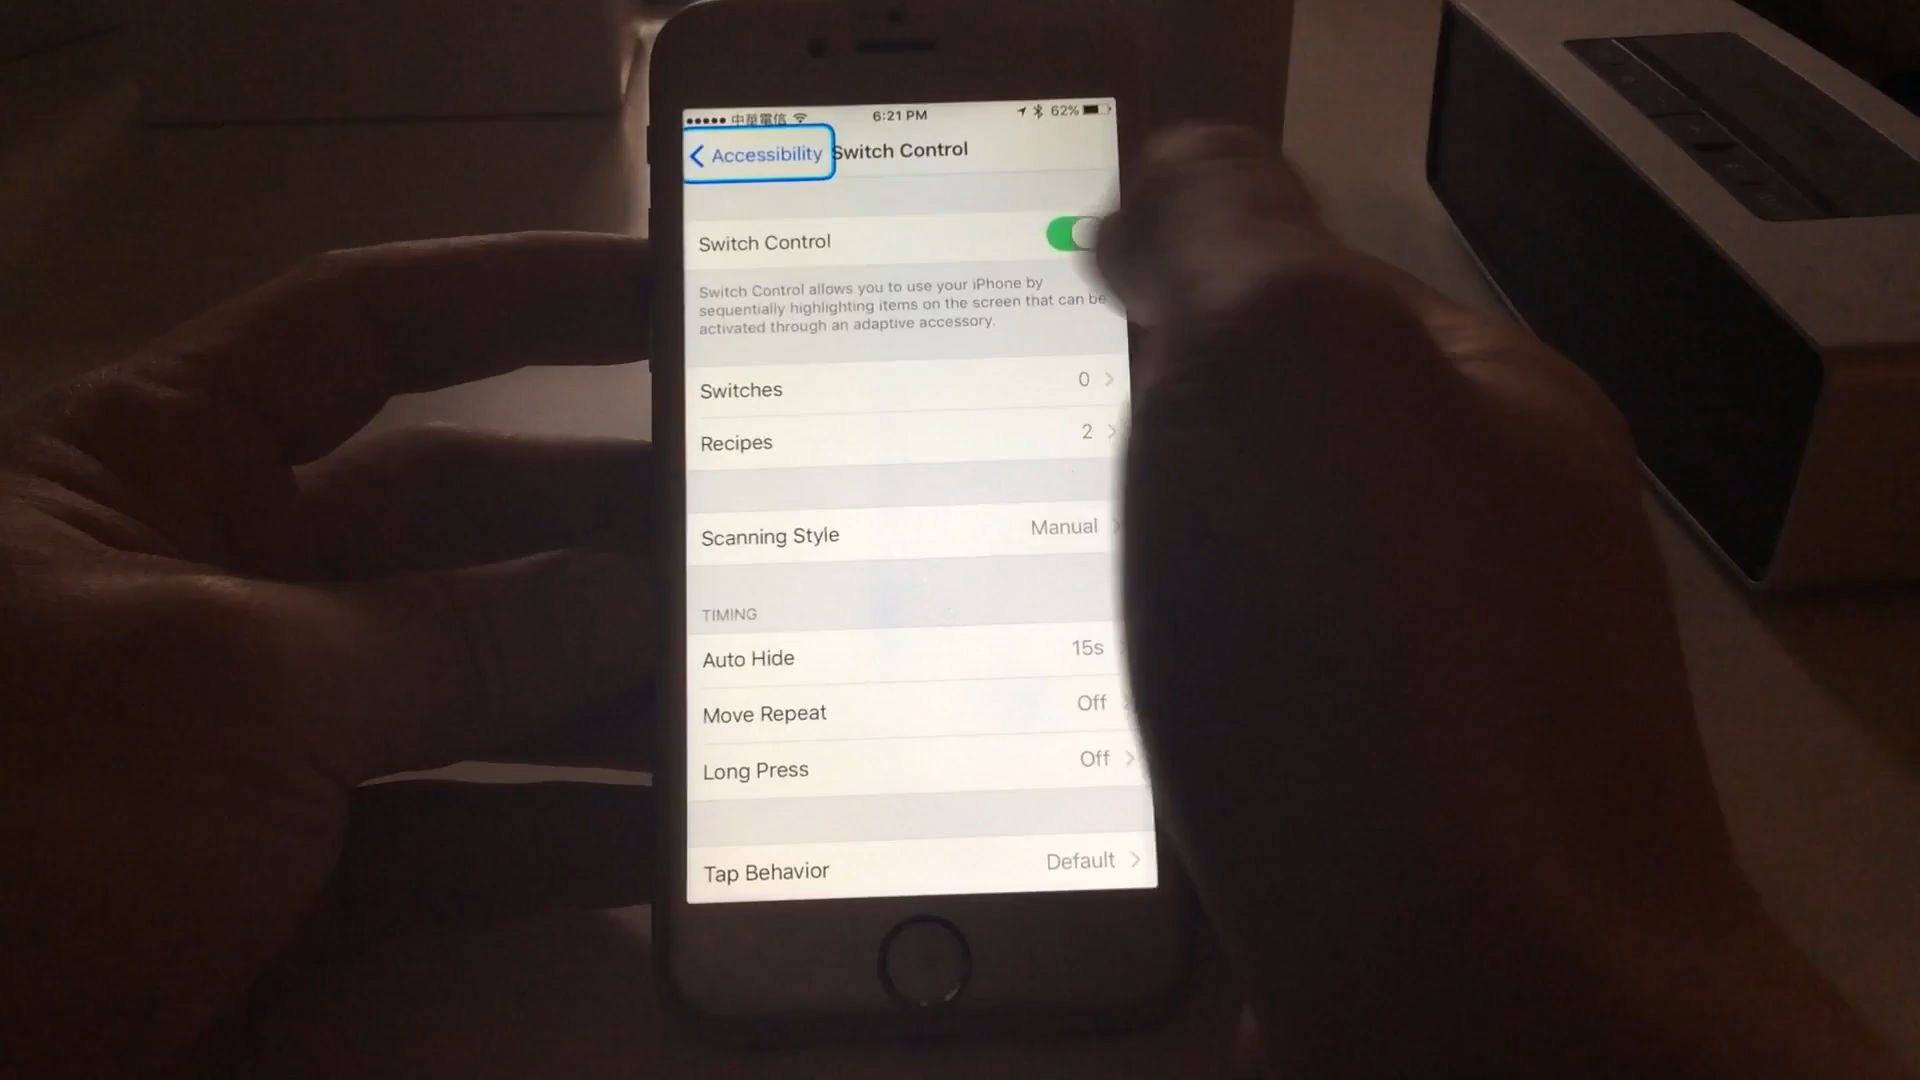 中華電信 6:21 PM 62%
Accessibility Switch Control
Switch Control
Switch Control allows you to use your iPhone by
sequentially highlighting items on the screen that can be
activated through an adaptive accessory.
Switches 0
Recipes 2
Scanning Style Manual
TIMING
Auto Hide 15s
Move Repeat Off
Long Press Off
Tap Behavior Default